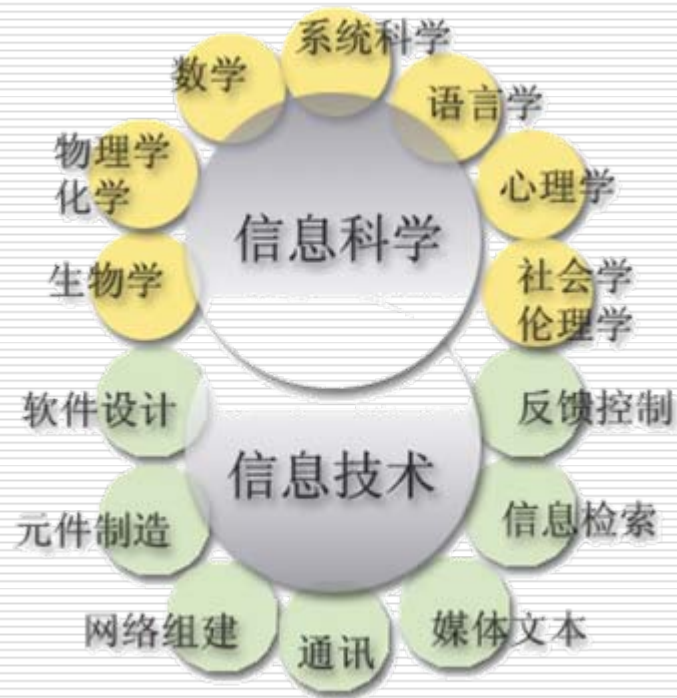 系统科学
数学
语言学
物理学
化学
心理学
信息科学
生物学
社会学
伦理学
软件设计
反馈控制
信息技术
元件制造
信息检索
网络组建
通讯
媒体文本